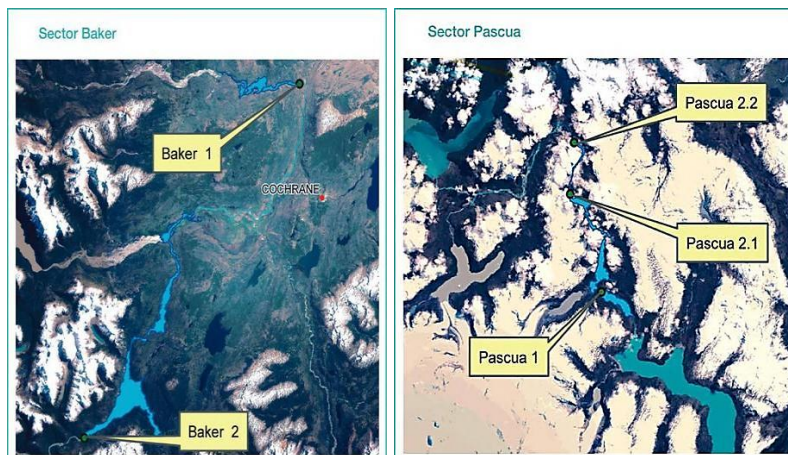 Sector Baker
Baker 1
COCHRANE
Baker 2
Sector Pascua
Pascua 2.2
Pascua 2.1
Pascua 1